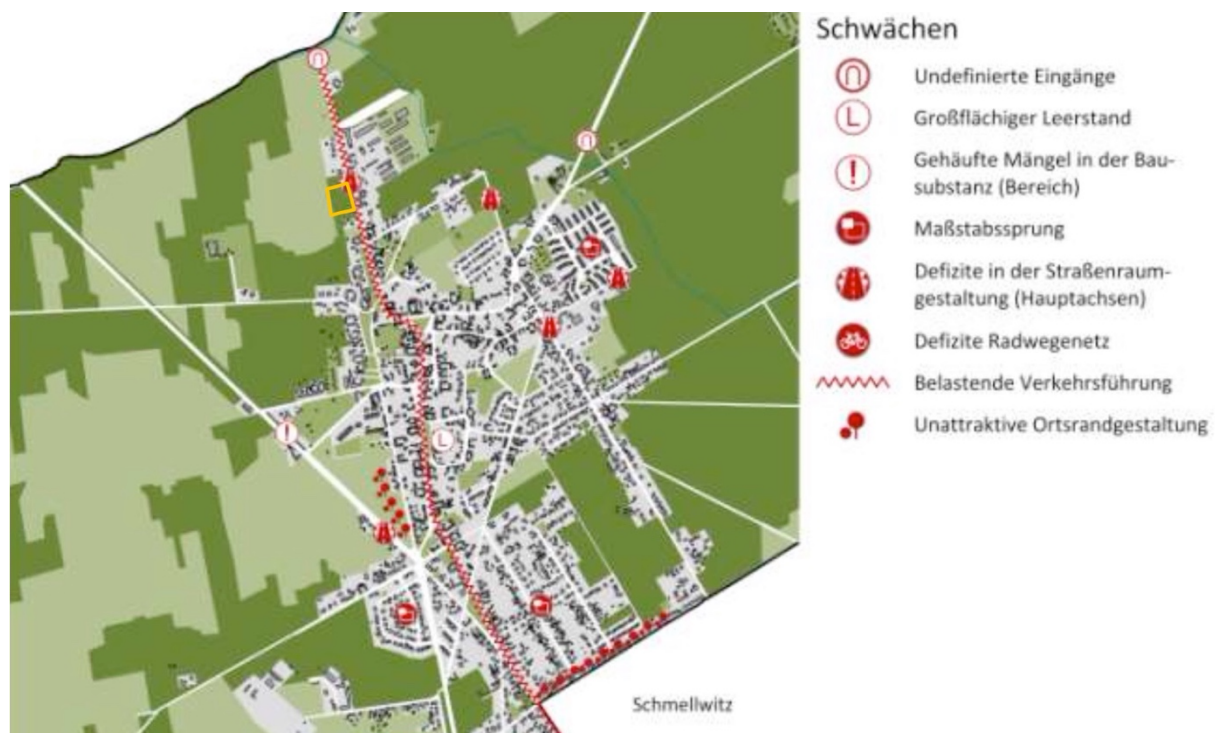 Schwächen
Undefinierte Eingänge
L
Großflächiger Leerstand
!
Gehäufte Mängel in der Bau-
substanz (Bereich)
Maßstabssprung
Defizite in der Straßenraum-
gestaltung (Hauptachsen)
Defizite Radwegenetz
Belastende Verkehrsführung
Unattraktive Ortsrandgestaltung
!
L
Schmellwitz